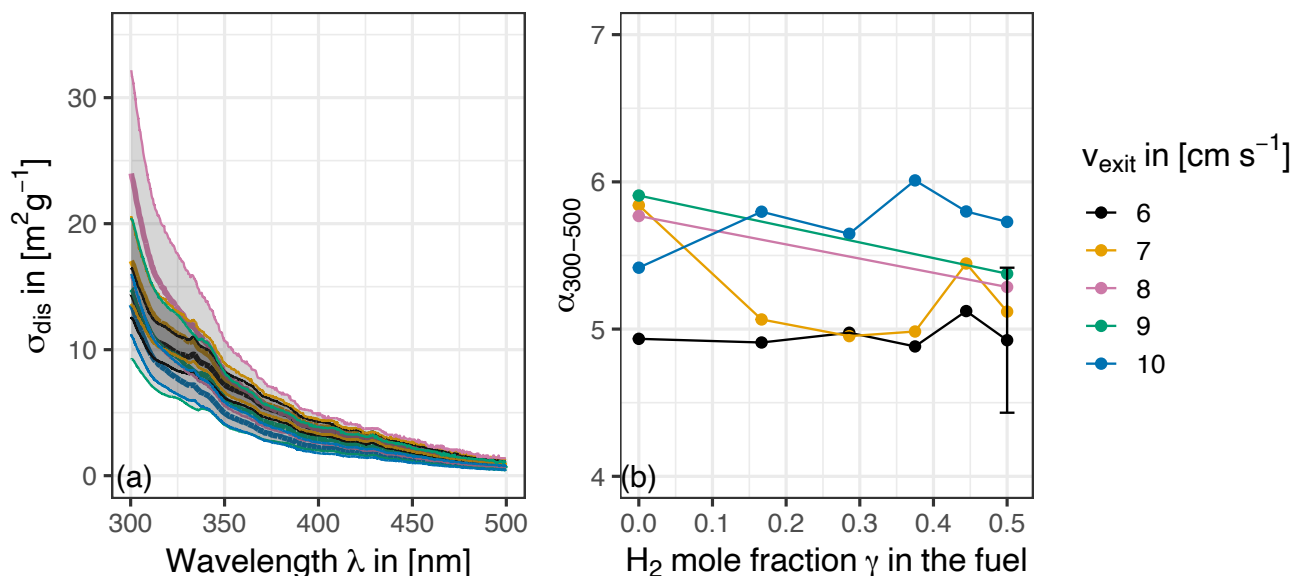 30
20
10
0
σdis in [m²g⁻¹]
(a)
300 350 400 450 500
Wavelength λ in [nm]
7
6
5
4
α300−500
(b)
0.0 0.1 0.2 0.3 0.4 0.5
H₂ mole fraction γ in the fuel
vexit in [cm s⁻¹]
6
7
8
9
10